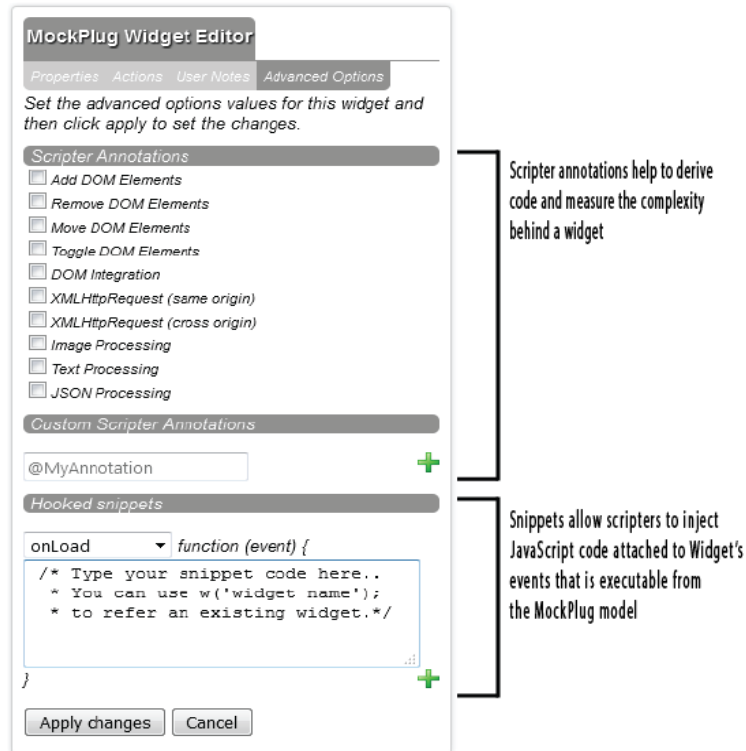 MockPlug Widget Editor
Properties Actions User Notes Advanced Options
Set the advanced options values for this widget and
then click apply to set the changes.
Scripter Annotations
Add DOM Elements
Remove DOM Elements
Move DOM Elements
Toggle DOM Elements
DOM Integration
XMLHttpRequest (same origin)
XMLHttpRequest (cross origin)
Image Processing
Text Processing
JSON Processing
Custom Scripter Annotations
@MyAnnotation
Hooked snippets
onLoad function (event) {
/* Type your snippet code here..
* You can use w('widget name');
* to refer an existing widget.*/
}
Apply changes Cancel
Scripter annotations help to derive
code and measure the complexity
behind a widget
Snippets allow scripters to inject
JavaScript code attached to Widget's
events that is executable from
the MockPlug model